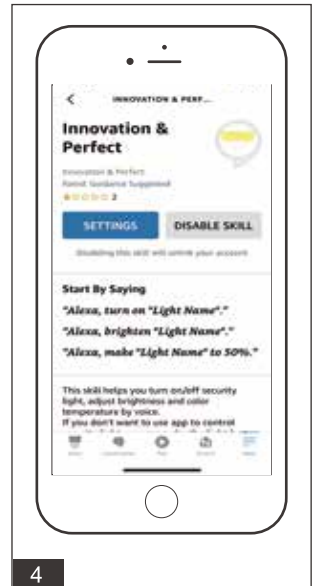 INNOVATION & PERF...
Innovation &
Perfect
Innovation & Perfect
Parent Guidance Suggested
2
SETTINGS
DISABLE SKILL
Disabling this skill will unlink your account
Start By Saying
"Alexa, turn on "Light Name"."
"Alexa, brighten "Light Name"."
"Alexa, make "Light Name" to 50%."
This skill helps you turn on/off security
light, adjust brightness and color
temperature by voice.
If you don't want to use app to control
4